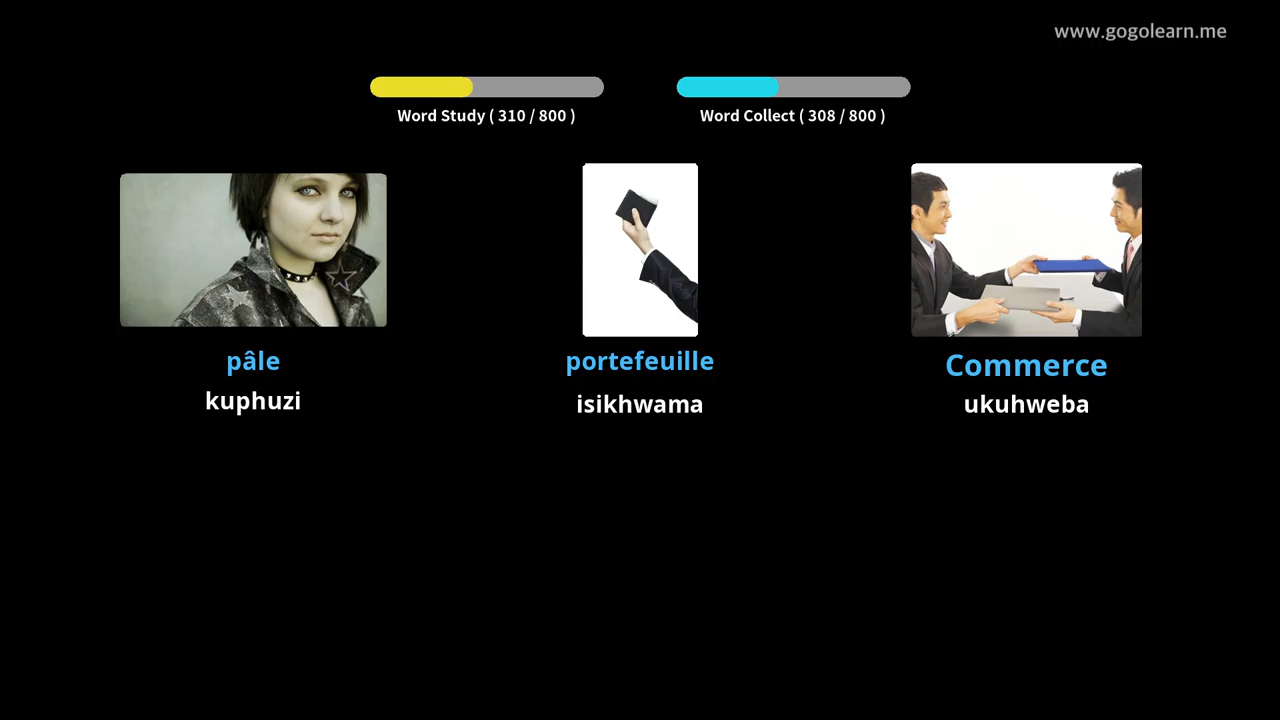 www.gogolearn.me
Word Study ( 310 / 800 )
Word Collect ( 308 / 800 )
pâle
kuphuzi
portefeuille
isikhwama
Commerce
ukuhweba